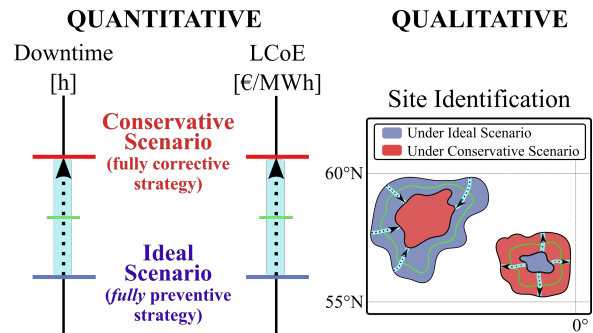 QUANTITATIVE
Downtime
[h]
LCoE
[€/MWh]
Conservative
Scenario
(fully corrective
strategy)
Ideal
Scenario
(fully preventive
strategy)
QUALITATIVE
Site Identification
Under Ideal Scenario
Under Conservative Scenario
60°N
55°N
0°